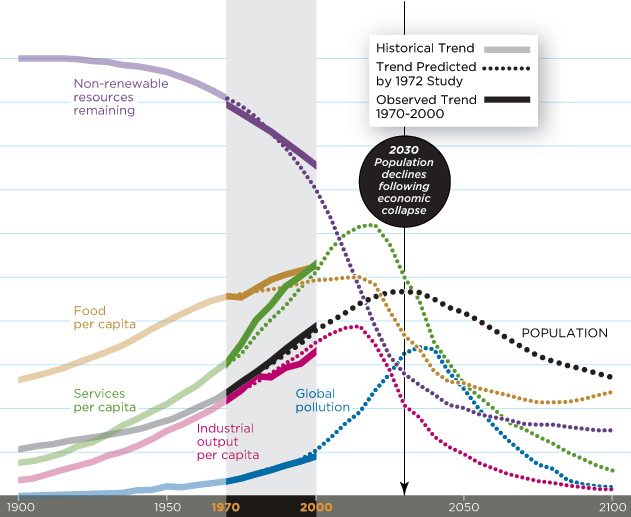 Historical Trend
Trend Predicted
by 1972 Study
Observed Trend
1970-2000
Non-renewable
resources
remaining
2030
Population
declines
following
economic
collapse
Food
per capita
POPULATION
Services
per capita
Global
pollution
Industrial
output
per capita
1900 1950 1970 2000 2050 2100